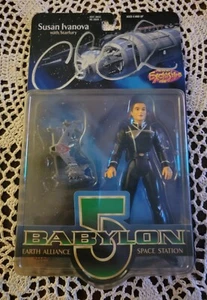 Susan Ivanova
with Starfury
Exclusive
BABYLON
5
EARTH ALLIANCE SPACE STATION